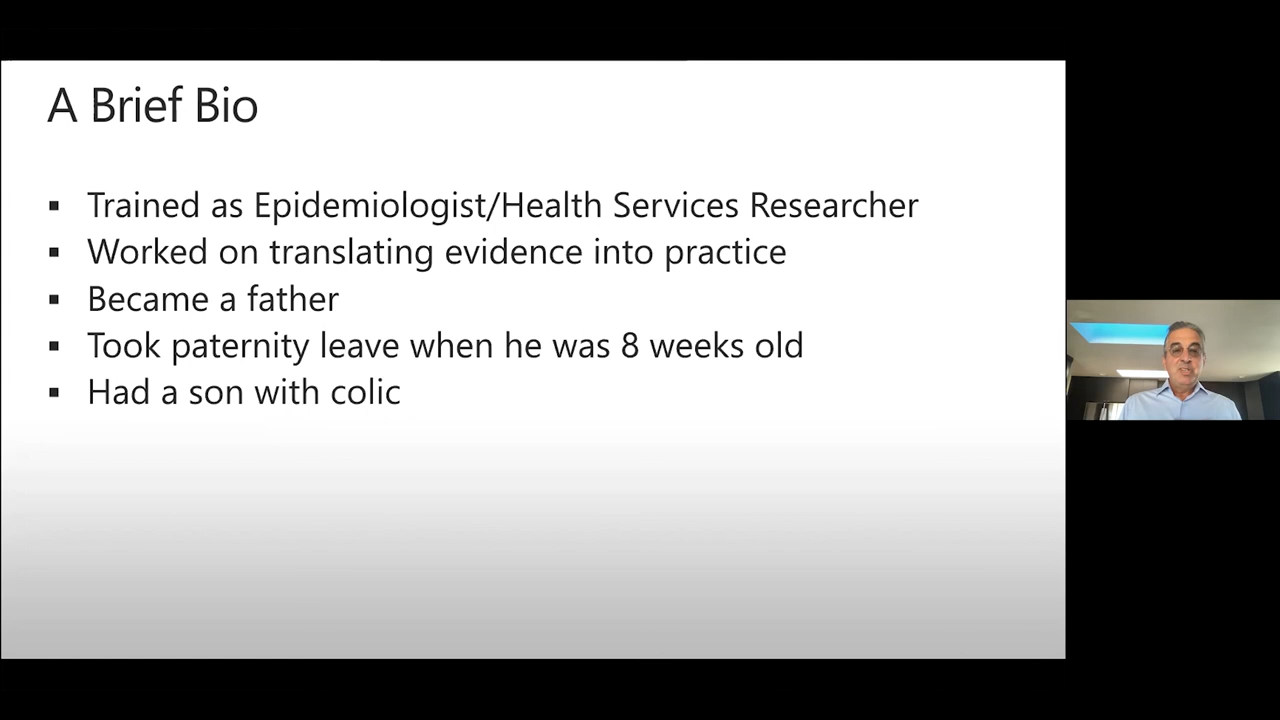 A Brief Bio
▪ Trained as Epidemiologist/Health Services Researcher
▪ Worked on translating evidence into practice
▪ Became a father
▪ Took paternity leave when he was 8 weeks old
▪ Had a son with colic